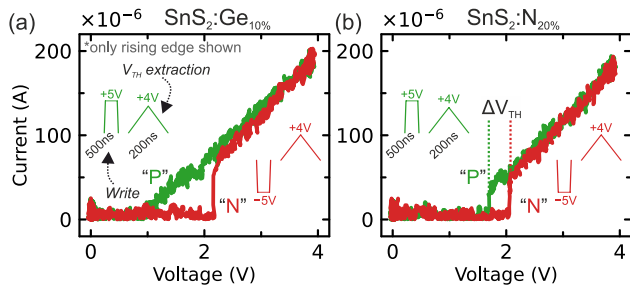 (a) ×10⁻⁶ SnS₂:Ge₁₀%
*only rising edge shown
V_TH extraction
+5V
+4V
500ns
200ns
Write
"P"
"N"
+4V
−5V
Current (A)
200
100
0
0 2 4
Voltage (V)
(b) ×10⁻⁶ SnS₂:N₂₀%
ΔV_TH
+5V
+4V
500ns
200ns
"P"
"N"
+4V
−5V
200
100
0
0 1 2 3 4
Voltage (V)